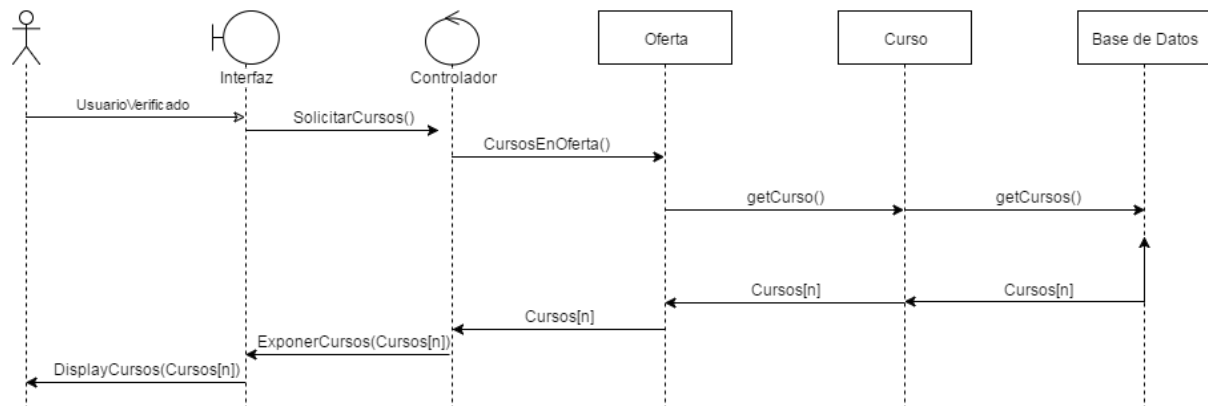 Oferta
Curso
Base de Datos
Interfaz
Controlador
UsuarioVerificado
SolicitarCursos()
CursosEnOferta()
getCurso()
getCursos()
Cursos[n]
Cursos[n]
Cursos[n]
ExponerCursos(Cursos[n])
DisplayCursos(Cursos[n])